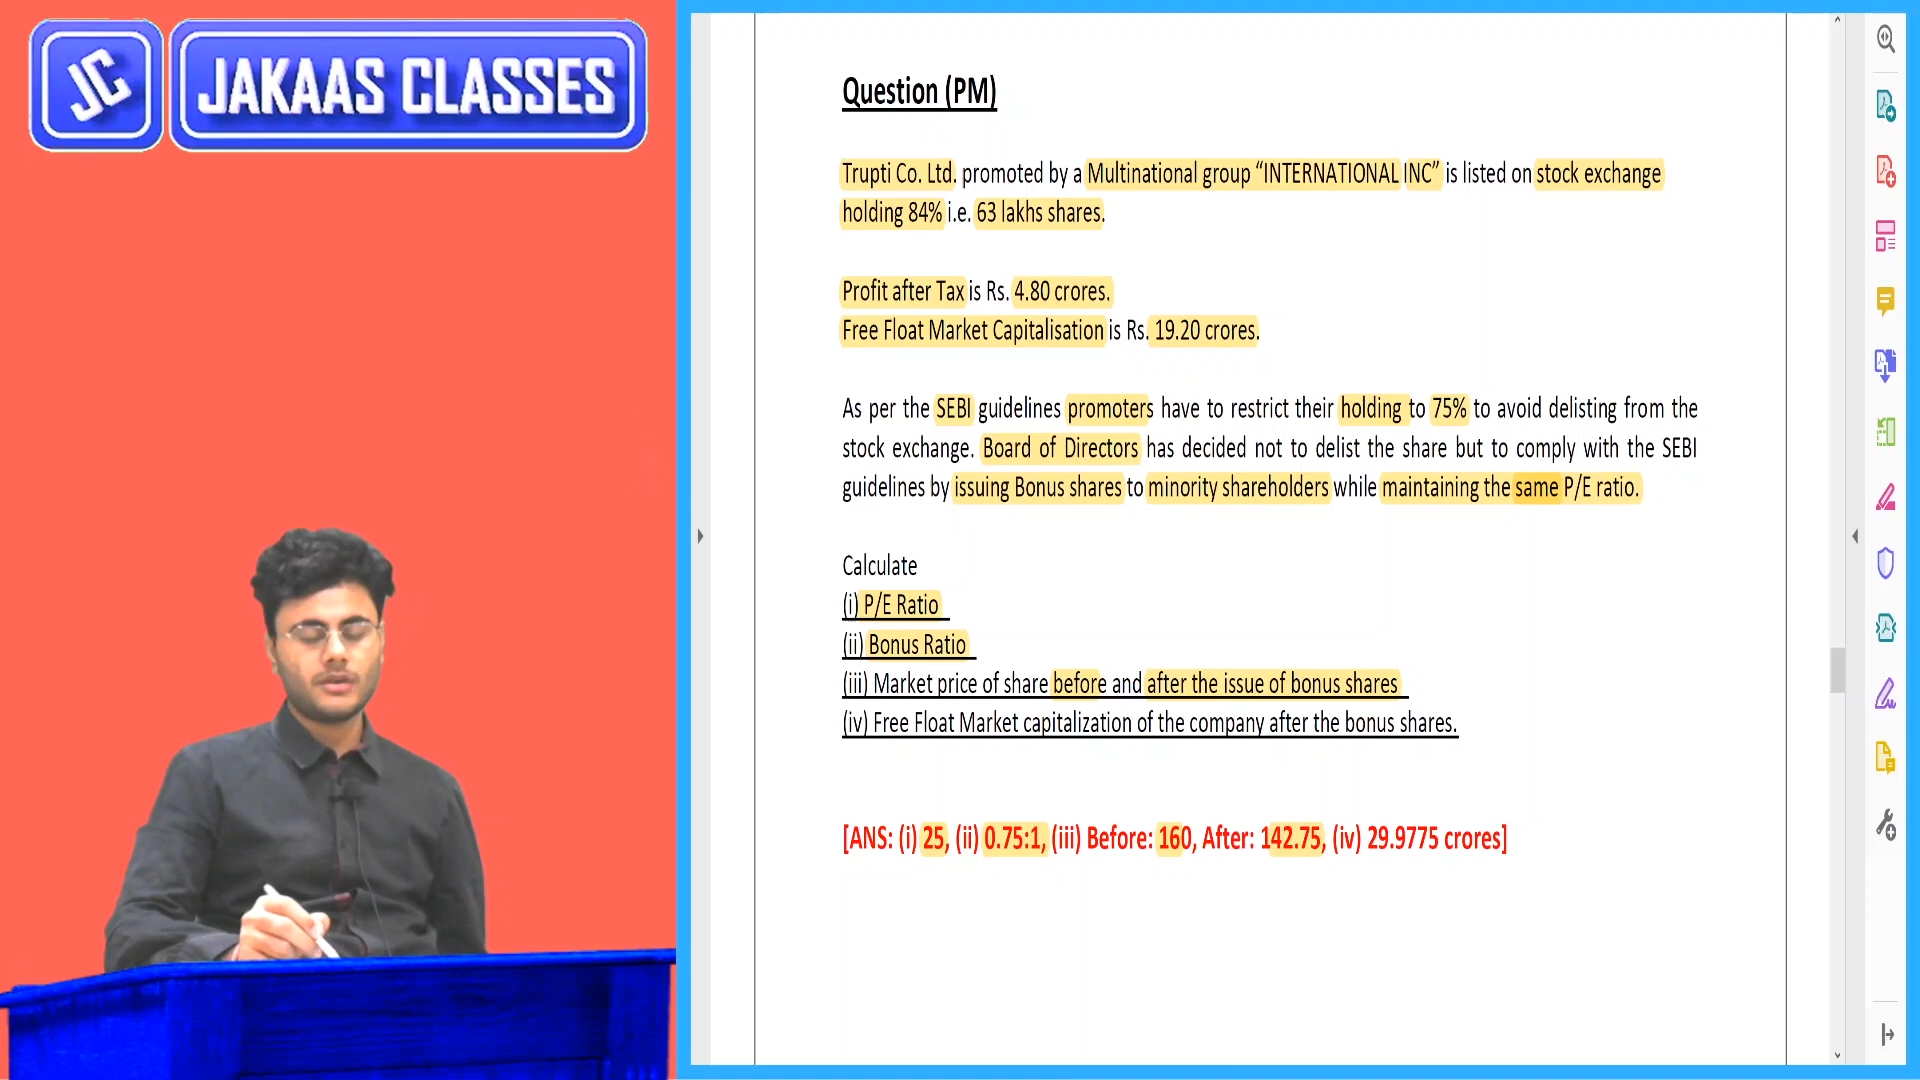 JC JAKAAS CLASSES
Question (PM)
Trupti Co. Ltd. promoted by a Multinational group “INTERNATIONAL INC” is listed on stock exchange
holding 84% i.e. 63 lakhs shares.
Profit after Tax is Rs. 4.80 crores.
Free Float Market Capitalisation is Rs. 19.20 crores.
As per the SEBI guidelines promoters have to restrict their holding to 75% to avoid delisting from the
stock exchange. Board of Directors has decided not to delist the share but to comply with the SEBI
guidelines by issuing Bonus shares to minority shareholders while maintaining the same P/E ratio.
Calculate
(i) P/E Ratio
(ii) Bonus Ratio
(iii) Market price of share before and after the issue of bonus shares
(iv) Free Float Market capitalization of the company after the bonus shares.
[ANS: (i) 25, (ii) 0.75:1, (iii) Before: 160, After: 142.75, (iv) 29.9775 crores]